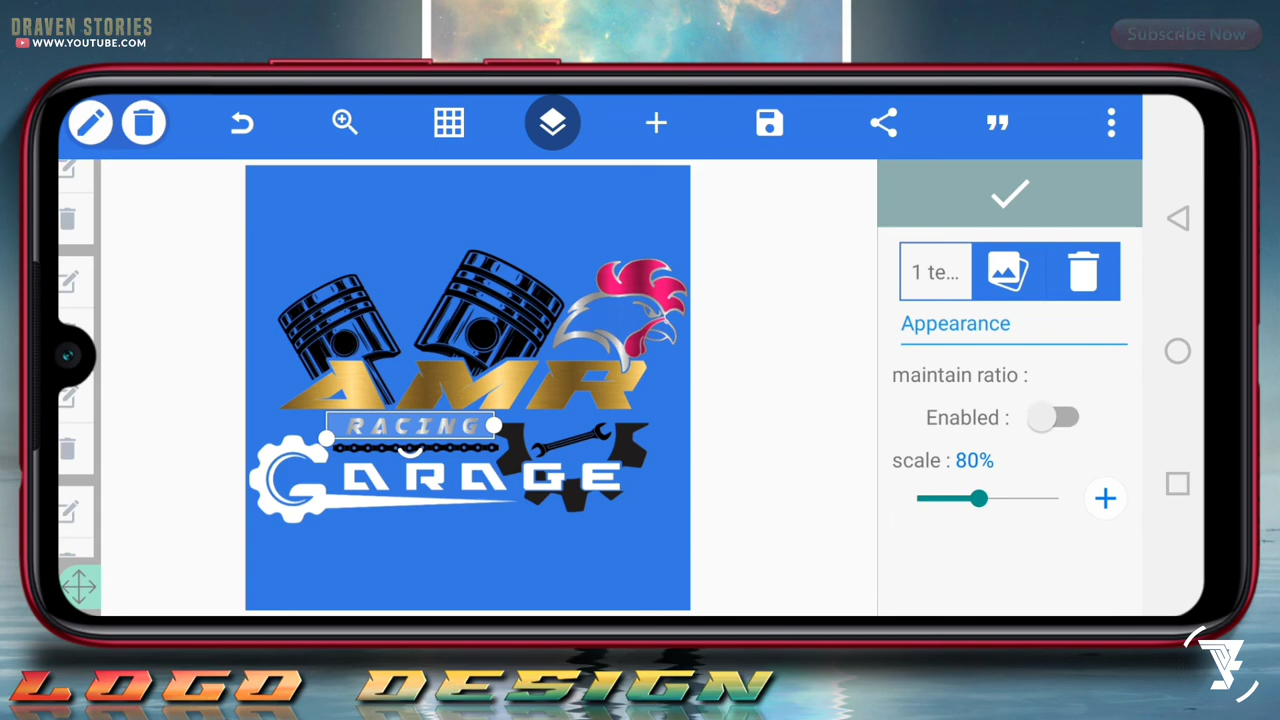 DRAVEN STORIES
WWW.YOUTUBE.COM
Subscribe Now
1 te...
Appearance
maintain ratio :
Enabled :
scale : 80%
AMR
RACING
GARAGE
LOGO DESIGN